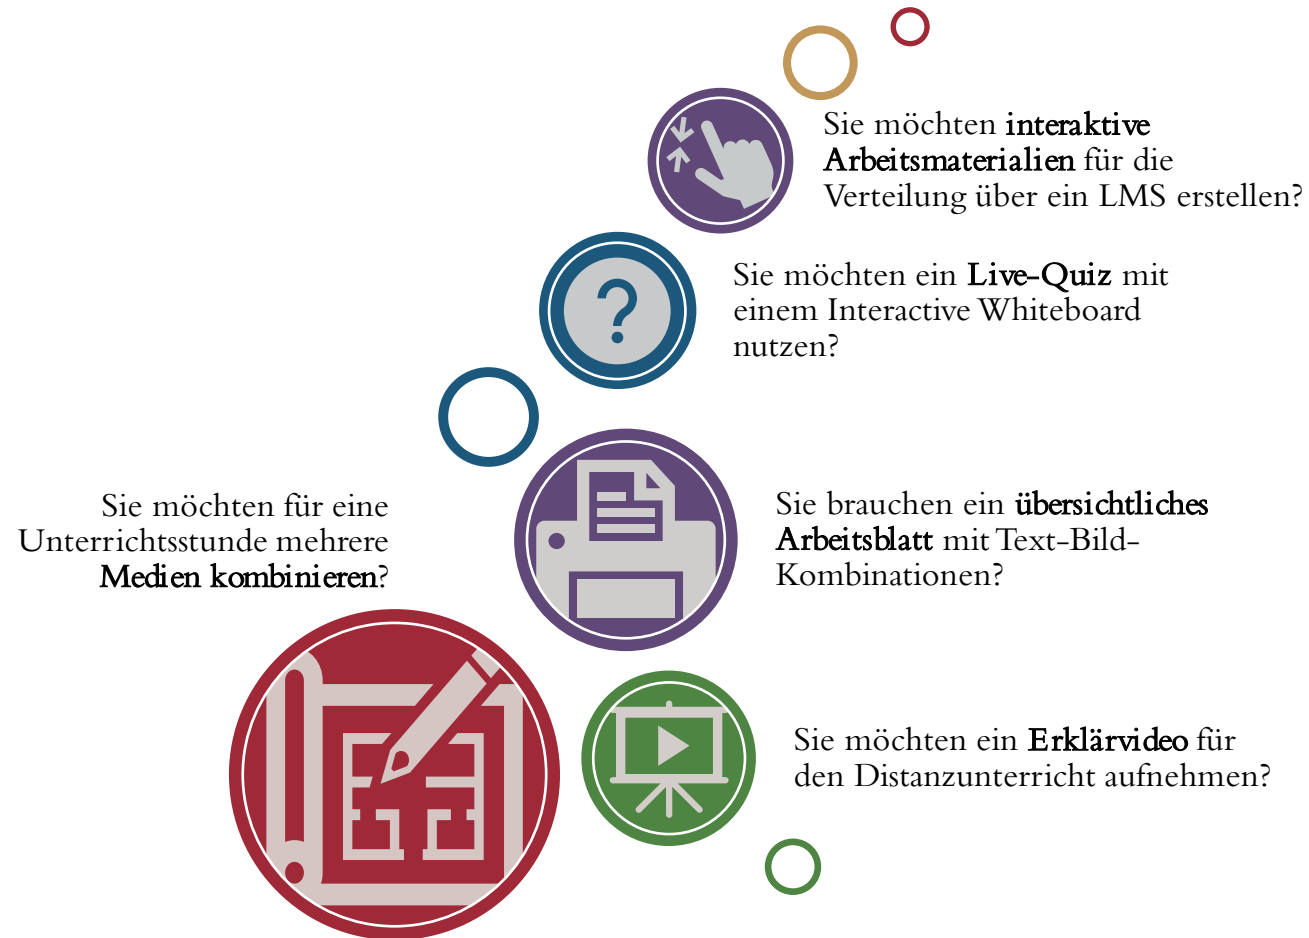 Sie möchten interaktive
Arbeitsmaterialien für die
Verteilung über ein LMS erstellen?
Sie möchten ein Live-Quiz mit
einem Interactive Whiteboard
nutzen?
Sie möchten für eine
Unterrichtsstunde mehrere
Medien kombinieren?
Sie brauchen ein übersichtliches
Arbeitsblatt mit Text-Bild-
Kombinationen?
Sie möchten ein Erklärvideo für
den Distanzunterricht aufnehmen?